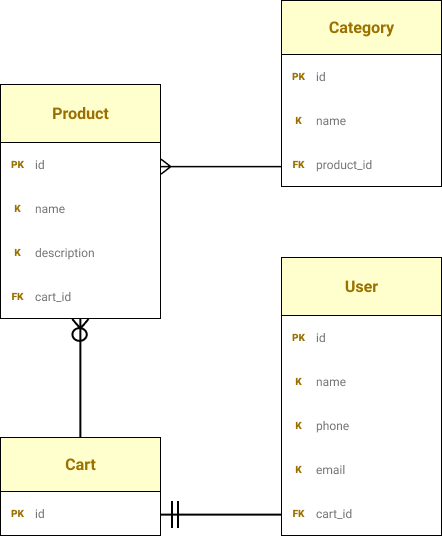 Category
PK id
K name
FK product_id
Product
PK id
K name
K description
FK cart_id
User
PK id
K name
K phone
K email
FK cart_id
Cart
PK id